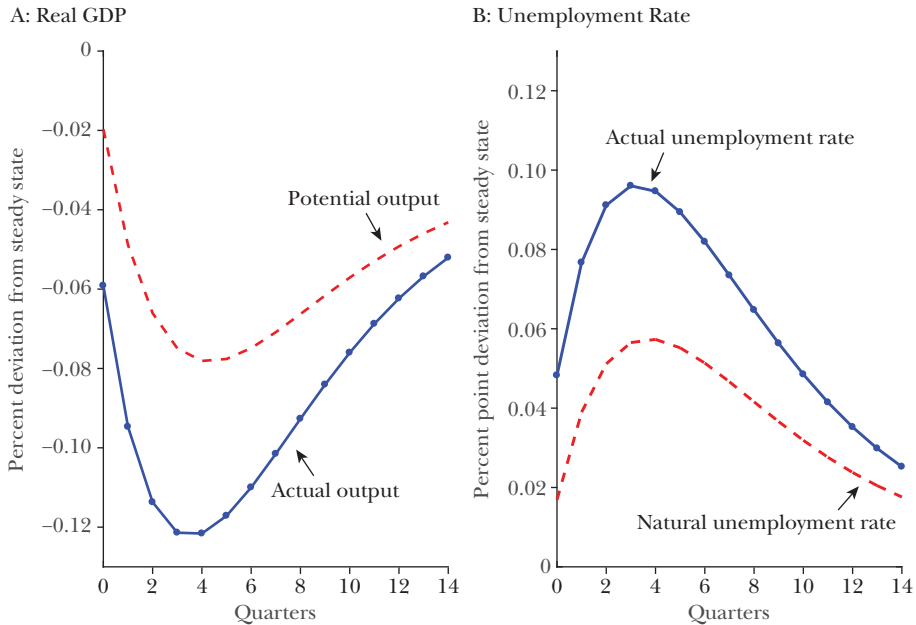 A: Real GDP
0
−0.02
−0.04
−0.06
−0.08
−0.10
−0.12
Percent deviation from steady state
Potential output
Actual output
0 2 4 6 8 10 12 14
Quarters
B: Unemployment Rate
0.12
0.10
0.08
0.06
0.04
0.02
0
Percent point deviation from steady state
Actual unemployment rate
Natural unemployment rate
0 2 4 6 8 10 12 14
Quarters